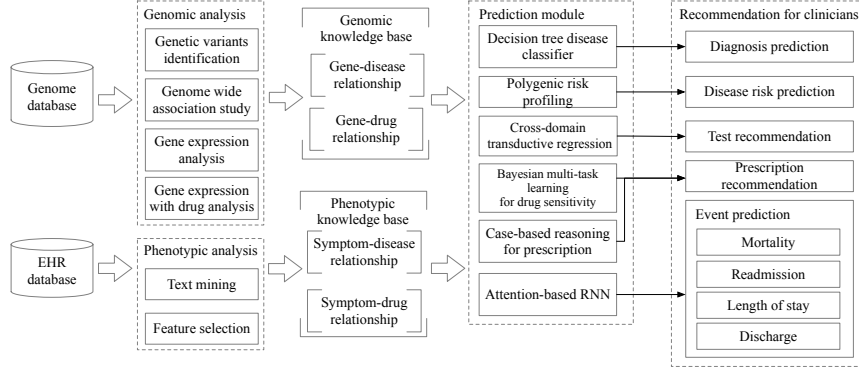 Genomic analysis
Genetic variants
identification
Genome wide
association study
Gene expression
analysis
Gene expression
with drug analysis
Genome
database
Genomic
knowledge base
Gene-disease
relationship
Gene-drug
relationship
EHR
database
Phenotypic analysis
Text mining
Feature selection
Phenotypic
knowledge base
Symptom-disease
relationship
Symptom-drug
relationship
Prediction module
Decision tree disease
classifier
Polygenic risk
profiling
Cross-domain
transductive regression
Bayesian multi-task
learning
for drug sensitivity
Case-based reasoning
for prescription
Attention-based RNN
Recommendation for clinicians
Diagnosis prediction
Disease risk prediction
Test recommendation
Prescription
recommendation
Event prediction
Mortality
Readmission
Length of stay
Discharge